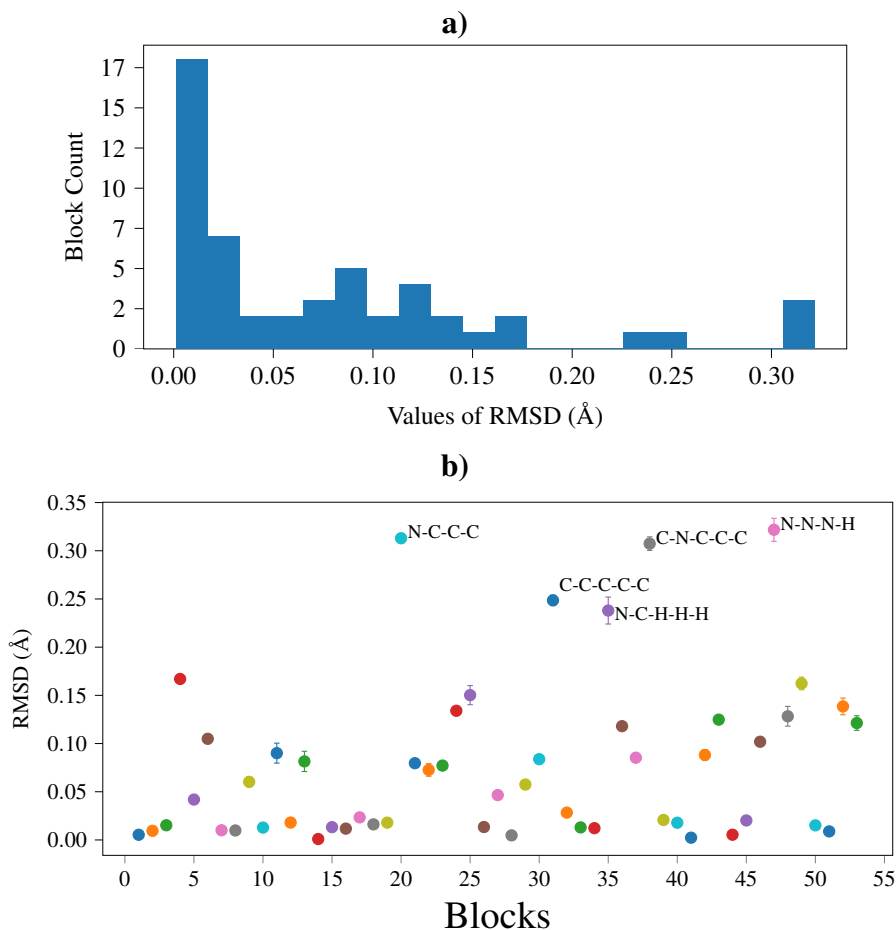 a)
17
15
12
10
7
5
2
0
Block Count
0.00 0.05 0.10 0.15 0.20 0.25 0.30
Values of RMSD (Å)
b)
0.35
0.30
0.25
0.20
0.15
0.10
0.05
0.00
RMSD (Å)
N-C-C-C
C-N-C-C-C
N-N-N-H
C-C-C-C-C
N-C-H-H-H
0 5 10 15 20 25 30 35 40 45 50 55
Blocks